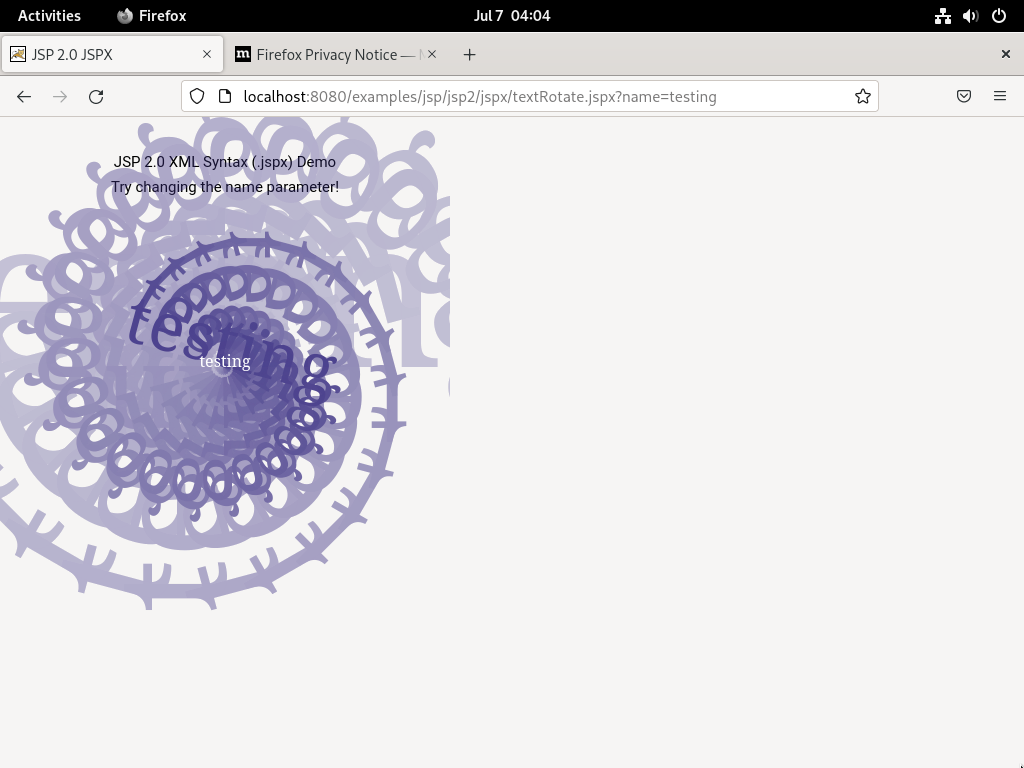 Activities
Firefox
Jul 7 04:04
JSP 2.0 JSPX
Firefox Privacy Notice —
localhost:8080/examples/jsp/jsp2/jspx/textRotate.jspx?name=testing
JSP 2.0 XML Syntax (.jspx) Demo
Try changing the name parameter!
testing
testing